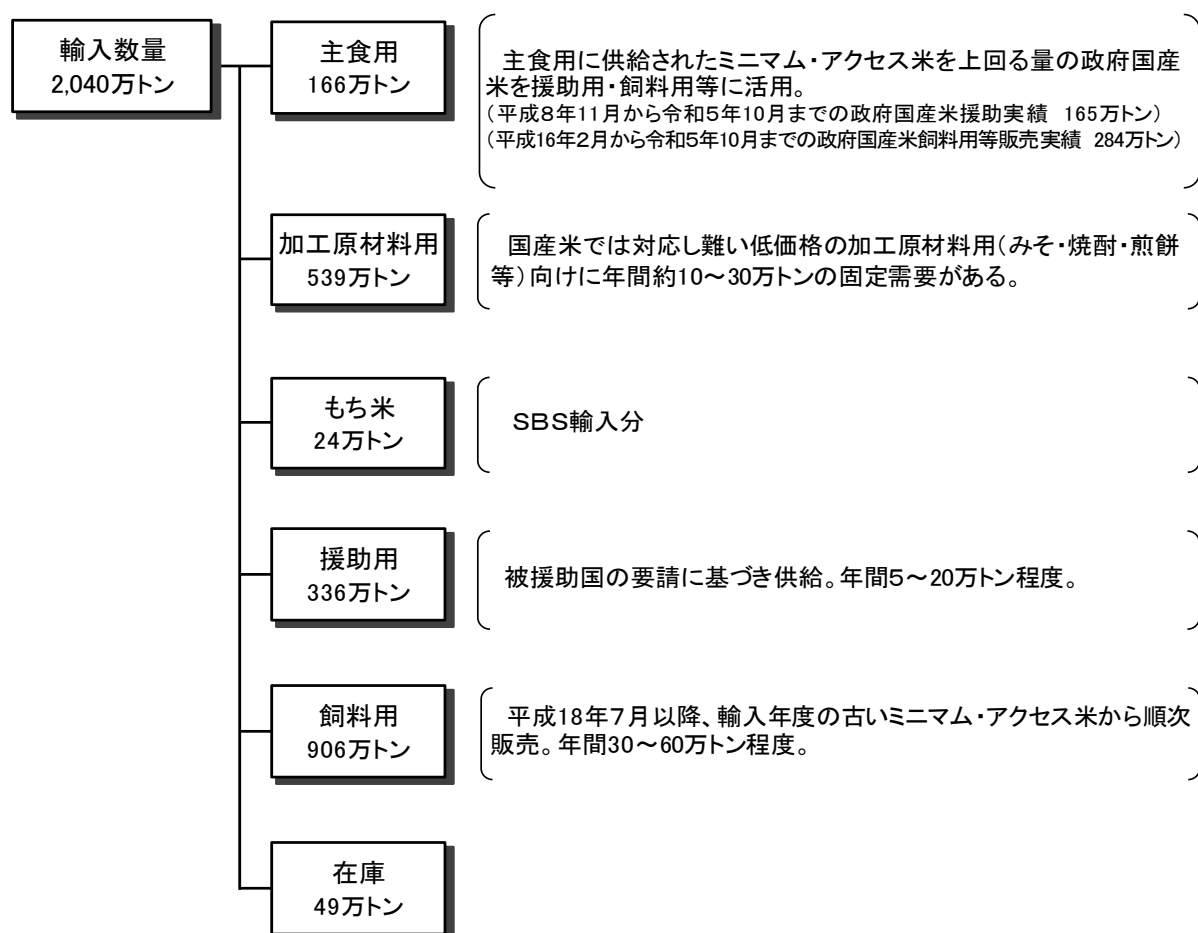 輸入数量
2,040万トン
主食用
166万トン
主食用に供給されたミニマム・アクセス米を上回る量の政府国産
米を援助用・飼料用等に活用。
(平成8年11月から令和5年10月までの政府国産米援助実績 165万トン)
(平成16年2月から令和5年10月までの政府国産米飼料用等販売実績 284万トン)
加工原材料用
539万トン
国産米では対応し難い低価格の加工原材料用(みそ・焼酎・煎餅
等)向けに年間約10～30万トンの固定需要がある。
もち米
24万トン
SBS輸入分
援助用
336万トン
被援助国の要請に基づき供給。年間5～20万トン程度。
飼料用
906万トン
平成18年7月以降、輸入年度の古いミニマム・アクセス米から順次
販売。年間30～60万トン程度。
在庫
49万トン